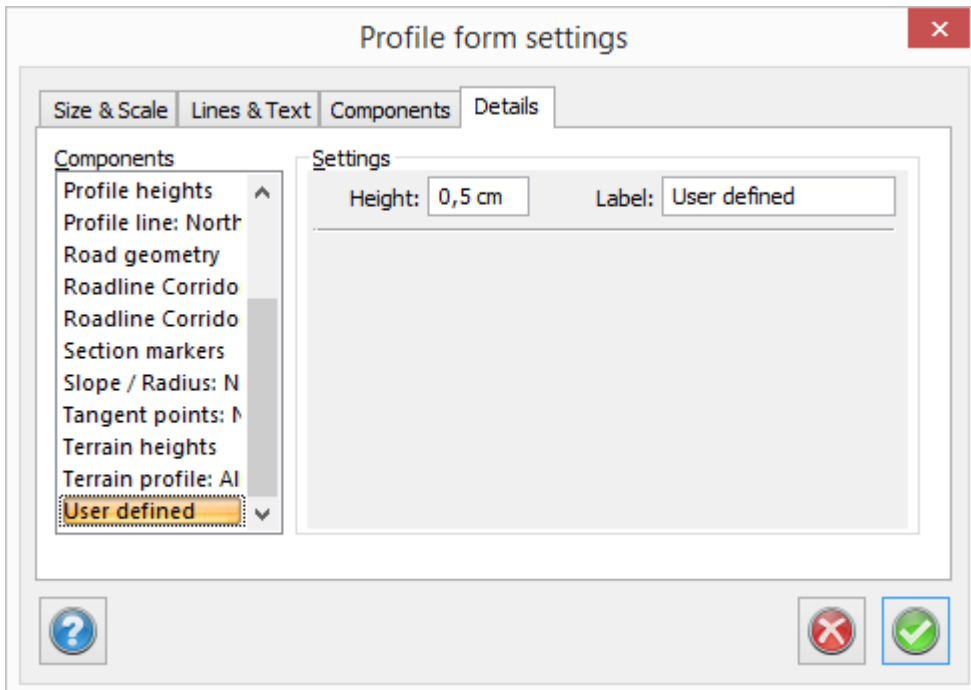 Profile form settings
Size & Scale
Lines & Text
Components
Details
Components
Profile heights
Profile line: North
Road geometry
Roadline Corrido
Roadline Corrido
Section markers
Slope / Radius: N
Tangent points: N
Terrain heights
Terrain profile: Al
User defined
Settings
Height: 0,5 cm
Label: User defined